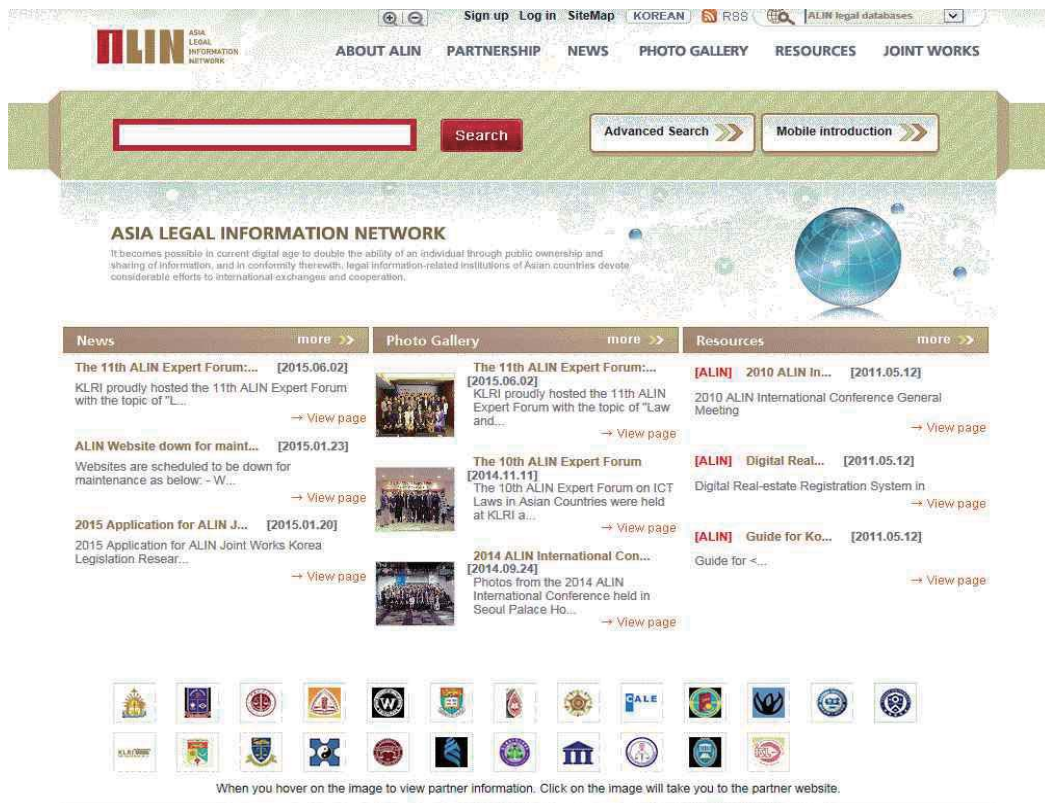 Sign up Log in SiteMap KOREAN RSS ALIN legal databases
ALIN
ASIA
LEGAL
INFORMATION
NETWORK
ABOUT ALIN PARTNERSHIP NEWS PHOTO GALLERY RESOURCES JOINT WORKS
Search Advanced Search Mobile introduction
ASIA LEGAL INFORMATION NETWORK
It becomes possible in current digital age to double the ability of an individual through public ownership and
sharing of information, and in conformity therewith, legal information-related institutions of Asian countries devote
considerable efforts to international exchanges and cooperation.
News more >>
The 11th ALIN Expert Forum:... [2015.06.02]
KLRI proudly hosted the 11th ALIN Expert Forum
with the topic of "L...
→ View page
ALIN Website down for maint... [2015.01.23]
Websites are scheduled to be down for
maintenance as below: - W...
→ View page
2015 Application for ALIN J... [2015.01.20]
2015 Application for ALIN Joint Works Korea
Legislation Resear...
→ View page
Photo Gallery more >>
The 11th ALIN Expert Forum:...
[2015.06.02]
KLRI proudly hosted the 11th ALIN
Expert Forum with the topic of "Law
and...
→ View page
The 10th ALIN Expert Forum
[2014.11.11]
The 10th ALIN Expert Forum on ICT
Laws in Asian Countries were held
at KLRI a...
→ View page
2014 ALIN International Con...
[2014.09.24]
Photos from the 2014 ALIN
International Conference held in
Seoul Palace Ho...
→ View page
Resources more >>
[ALIN] 2010 ALIN In... [2011.05.12]
2010 ALIN International Conference General
Meeting
→ View page
[ALIN] Digital Real... [2011.05.12]
Digital Real-estate Registration System in
→ View page
[ALIN] Guide for Ko... [2011.05.12]
Guide for <...
→ View page
W
CALE
KLRI
When you hover on the image to view partner information. Click on the image will take you to the partner website.